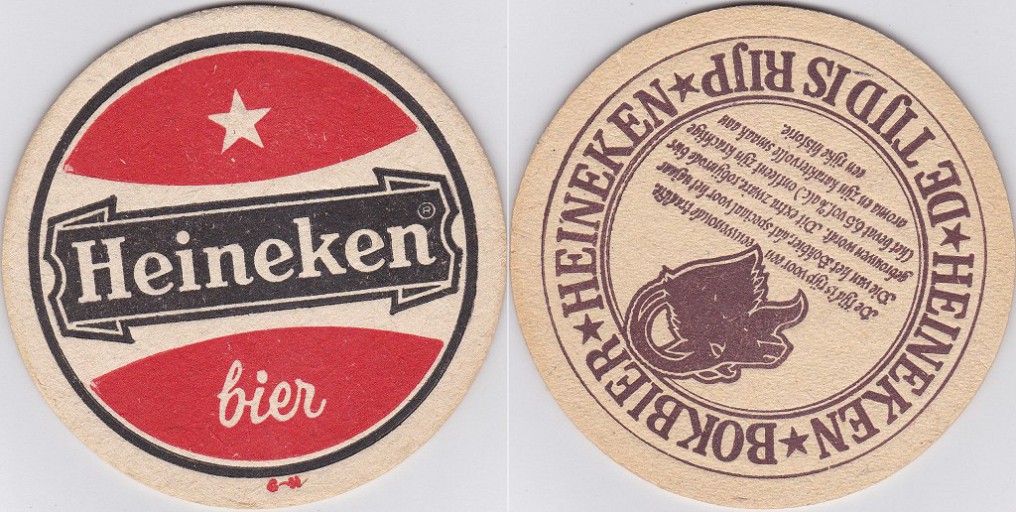 Heineken ®
bier
G-H
HEINEKEN★BOKBIER★HEINEKEN★DE TIJD IS RIJP★
De tijd is rijp voor een eeuwenoude traditie.
Die van het Bokbier dat speciaal voor het najaar
gebrouwen wordt. Dit extra zware robijnrode bier
(het bevat 6,5 vol.% alc.) ontleent zijn krachtige
aroma en zijn karaktervolle smaak aan
een rijke historie.